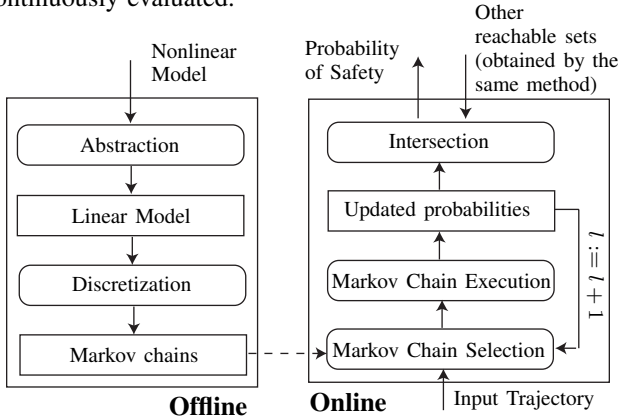 ontinuously evaluated.
Nonlinear
Model
Abstraction
Linear Model
Discretization
Markov chains
Offline
Probability
of Safety
Other
reachable sets
(obtained by the
same method)
Intersection
Updated probabilities
Markov Chain Execution
Markov Chain Selection
l := l + 1
Online
Input Trajectory